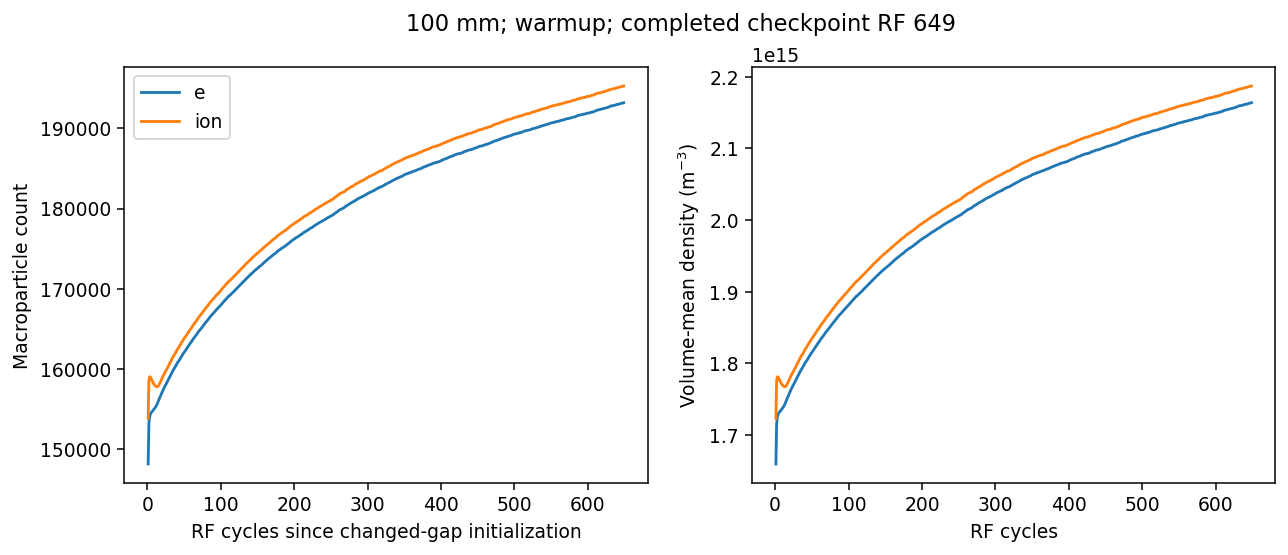 100 mm; warmup; completed checkpoint RF 649
e
ion
Macroparticle count
190000
180000
170000
160000
150000
0 100 200 300 400 500 600
RF cycles since changed-gap initialization
1e15
Volume-mean density (m⁻³)
2.2
2.1
2.0
1.9
1.8
1.7
0 100 200 300 400 500 600
RF cycles